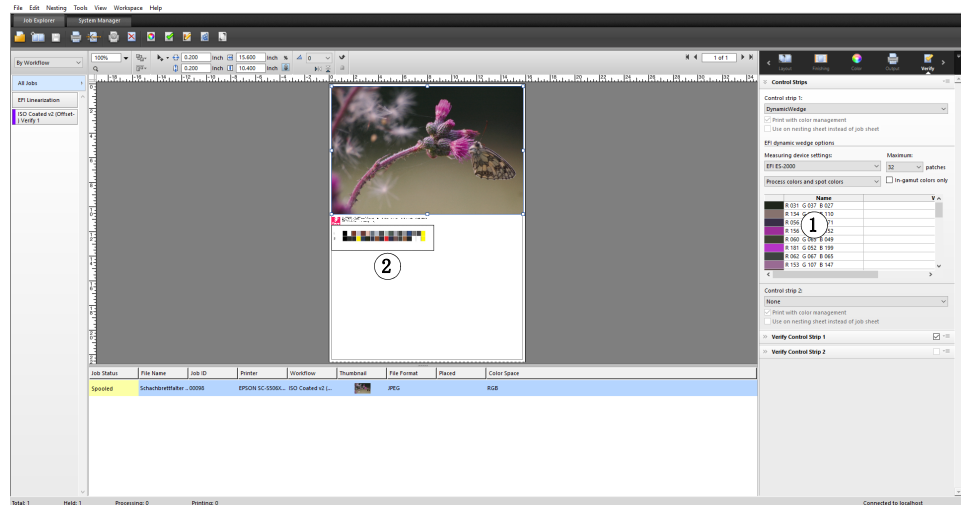 File Edit Nesting Tools View Workspace Help
Job Explorer System Manager
By Workflow 100% 0.200 Inch 15.600 Inch % 0 1 of 1 Layout Printing Color Output Verify
0.200 Inch 10.400 Inch
All Jobs
EFI Linearization
ISO Coated v2 (Offset-
) Verify 1
Control Strips
Control strip 1:
DynamicWedge
Print with color management
Use on nesting sheet instead of job sheet
EFI dynamic wedge options
Measuring device settings: Maximum:
EFI ES-2000 32 patches
Process colors and spot colors In-gamut colors only
Name V
R 031 G 037 B 027
R 134 110
R 056 71
R 156 152
R 060 B 049
R 181 G 052 B 199
R 062 G 067 B 065
R 153 G 107 B 147
1
2
Control strip 2:
None
Print with color management
Use on nesting sheet instead of job sheet
Verify Control Strip 1
Verify Control Strip 2
Job Status File Name Job ID Printer Workflow Thumbnail File Format Placed Color Space
Spooled Schachbrettfalter ... 00098 EPSON SC-S506X... ISO Coated v2 (... JPEG RGB
Total: 1 Held: 1 Processing: 0 Printing: 0 Connected to localhost